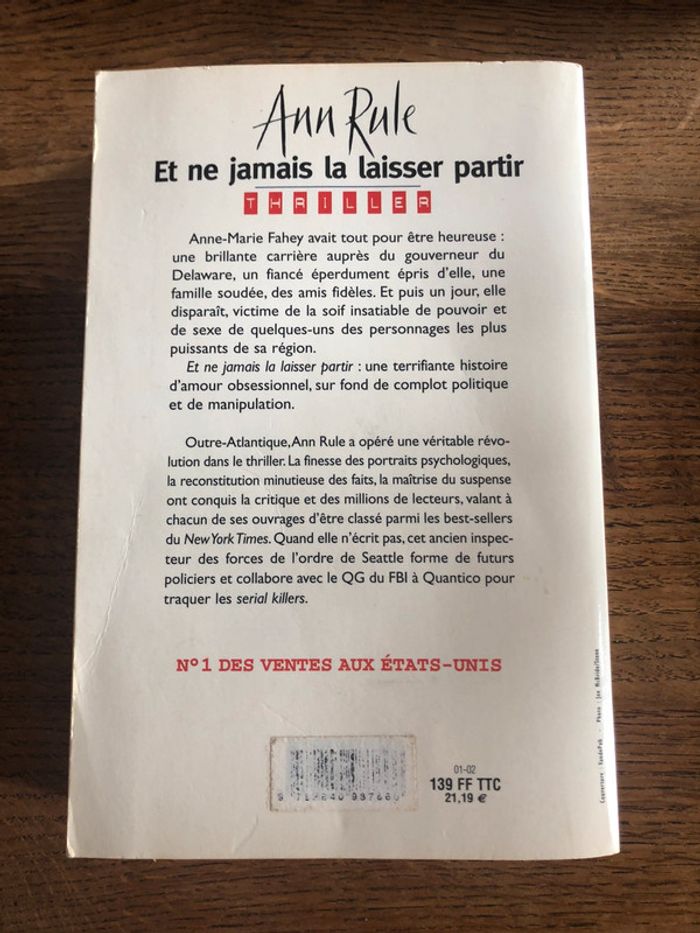 Ann Rule
Et ne jamais la laisser partir
THRILLER
Anne-Marie Fahey avait tout pour être heureuse :
une brillante carrière auprès du gouverneur du
Delaware, un fiancé éperdument épris d'elle, une
famille soudée, des amis fidèles. Et puis un jour, elle
disparaît, victime de la soif insatiable de pouvoir et
de sexe de quelques-uns des personnages les plus
puissants de sa région.
Et ne jamais la laisser partir : une terrifiante histoire
d'amour obsessionnel, sur fond de complot politique
et de manipulation.
Outre-Atlantique, Ann Rule a opéré une véritable révo-
lution dans le thriller. La finesse des portraits psychologiques,
la reconstitution minutieuse des faits, la maîtrise du suspense
ont conquis la critique et des millions de lecteurs, valant à
chacun de ses ouvrages d'être classé parmi les best-sellers
du New York Times. Quand elle n'écrit pas, cet ancien inspec-
teur des forces de l'ordre de Seattle forme de futurs
policiers et collabore avec le QG du FBI à Quantico pour
traquer les serial killers.
N°1 DES VENTES AUX ÉTATS-UNIS
01-02
139 FF TTC
21,19 €
Couverture : - Photo : Joe